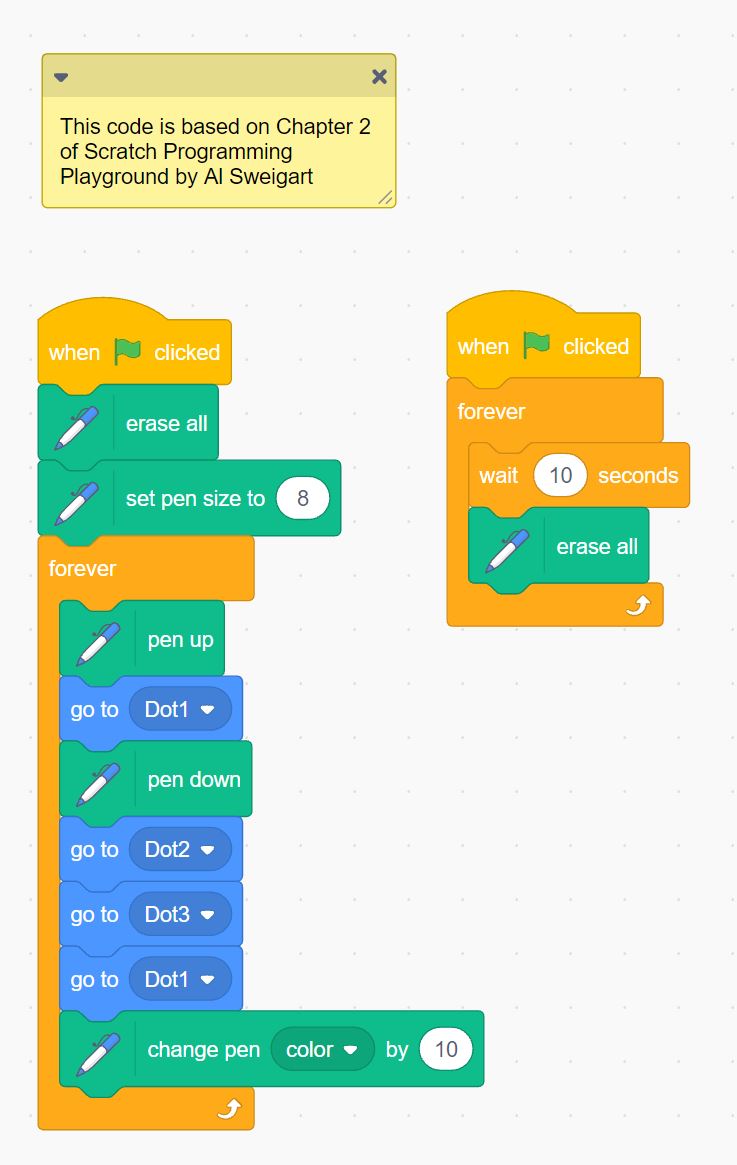 This code is based on Chapter 2
of Scratch Programming
Playground by Al Sweigart
when clicked
erase all
set pen size to 8
forever
pen up
go to Dot1
pen down
go to Dot2
go to Dot3
go to Dot1
change pen color by 10
when clicked
forever
wait 10 seconds
erase all